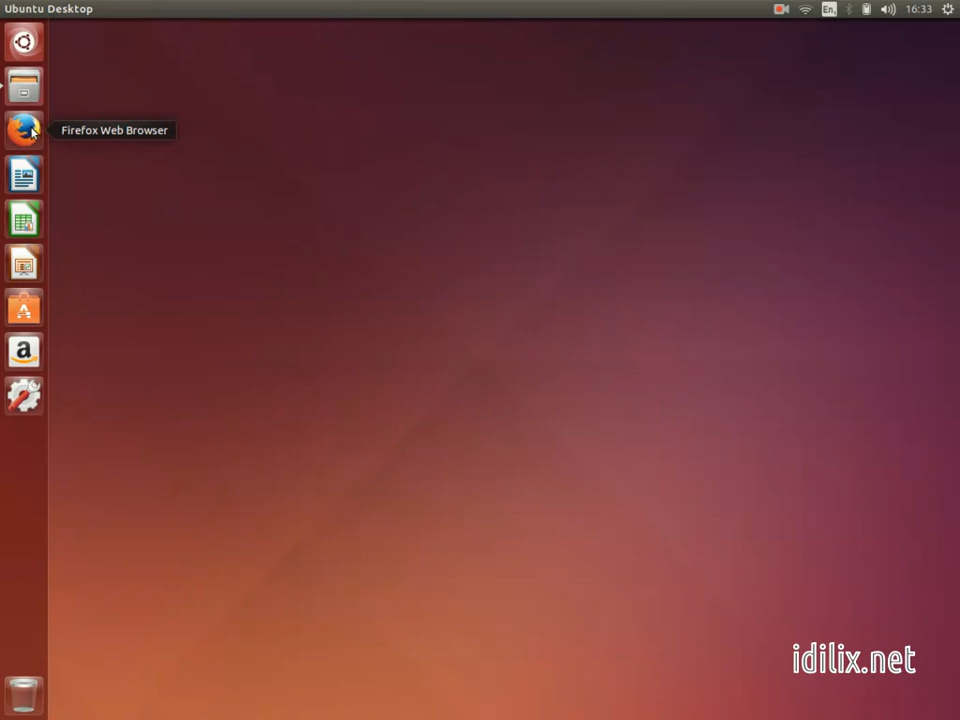 Ubuntu Desktop
En
16:33
Firefox Web Browser
idilix.net